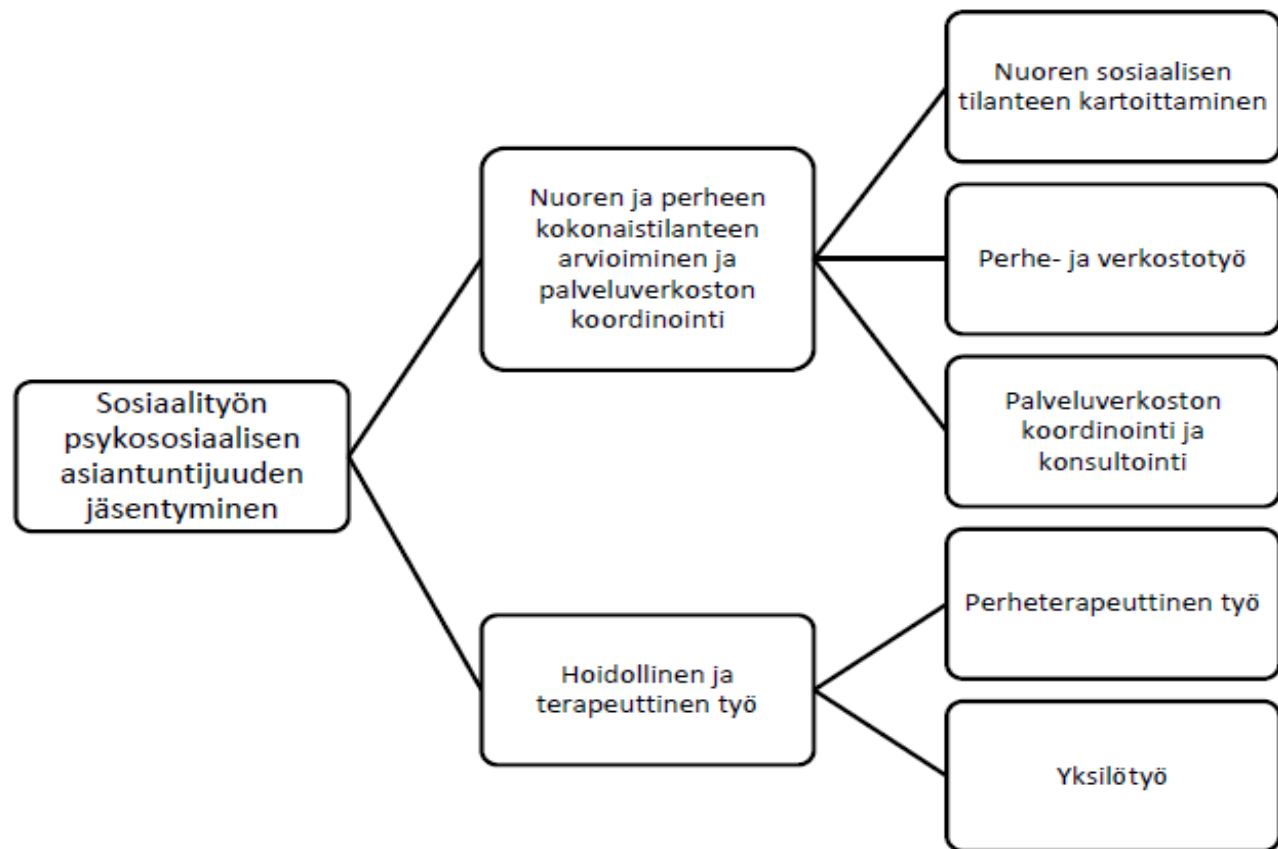 Sosiaalityön
psykososiaalisen
asiantuntijuuden
jäsentyminen
Nuoren ja perheen
kokonaistilanteen
arvioiminen ja
palveluverkoston
koordinointi
Nuoren sosiaalisen
tilanteen kartoittaminen
Perhe- ja verkostotyö
Palveluverkoston
koordinointi ja
konsultointi
Hoidollinen ja
terapeuttinen työ
Perheterapeuttinen työ
Yksilötyö